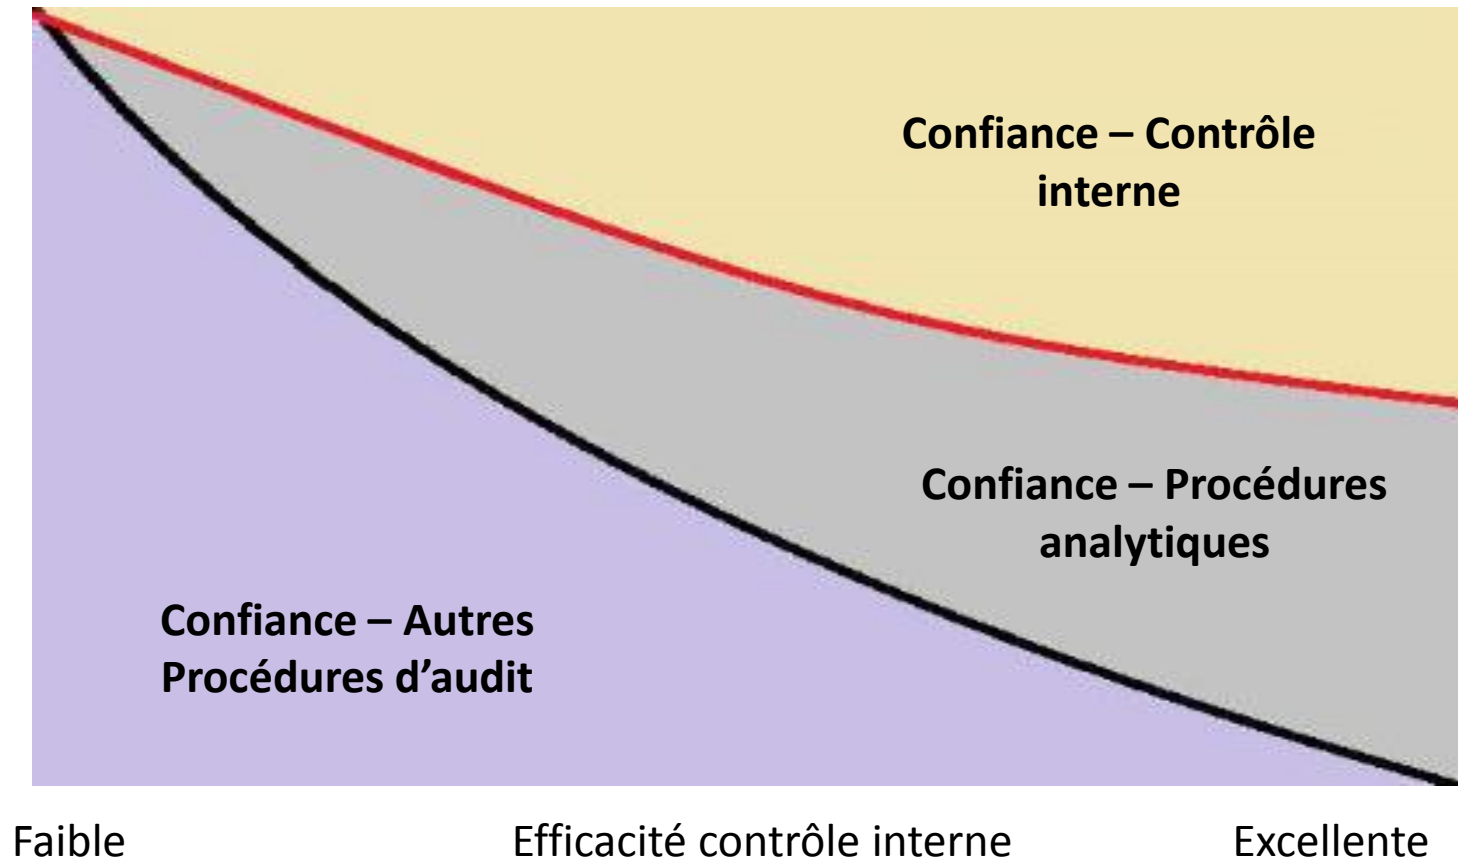 Confiance – Contrôle
interne
Confiance – Procédures
analytiques
Confiance – Autres
Procédures d’audit
Faible Efficacité contrôle interne Excellente